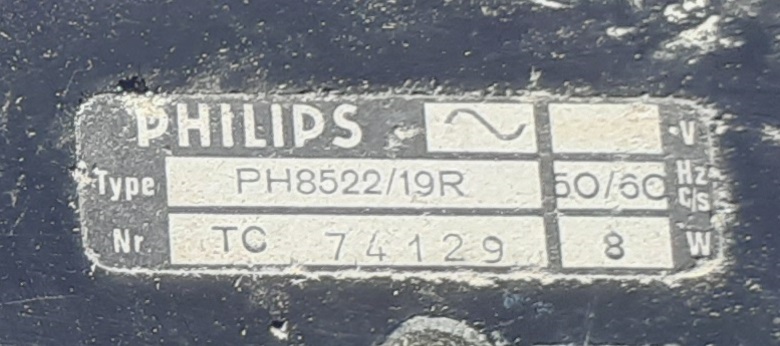 PHILIPS ~ V
Type PH8522/19R 50/60 Hz C/s
Nr TC 74129 8 W